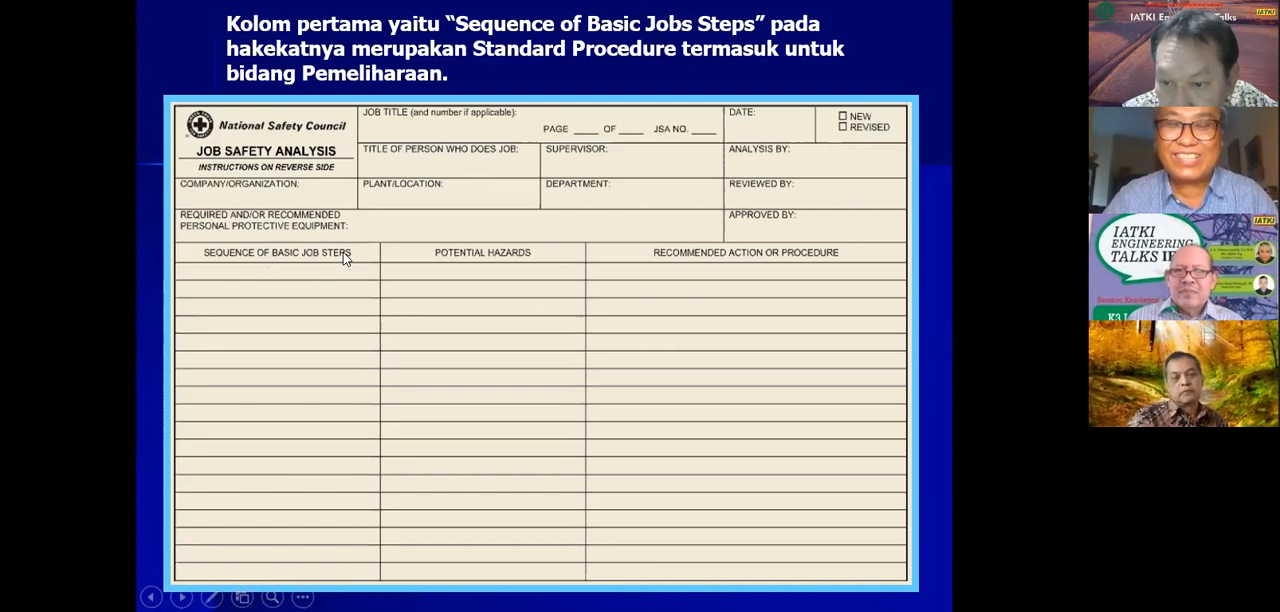 Kolom pertama yaitu “Sequence of Basic Jobs Steps” pada
hakekatnya merupakan Standard Procedure termasuk untuk
bidang Pemeliharaan.
National Safety Council
JOB SAFETY ANALYSIS
INSTRUCTIONS ON REVERSE SIDE
JOB TITLE (and number if applicable):
PAGE ____ OF ____ JSA NO. ____
DATE:
NEW
REVISED
TITLE OF PERSON WHO DOES JOB:
SUPERVISOR:
ANALYSIS BY:
COMPANY/ORGANIZATION:
PLANT/LOCATION:
DEPARTMENT:
REVIEWED BY:
REQUIRED AND/OR RECOMMENDED
PERSONAL PROTECTIVE EQUIPMENT:
APPROVED BY:
SEQUENCE OF BASIC JOB STEPS
POTENTIAL HAZARDS
RECOMMENDED ACTION OR PROCEDURE
IATKI
IATKI
IATKI
ENGINEERING
TALKS
Session:
K3